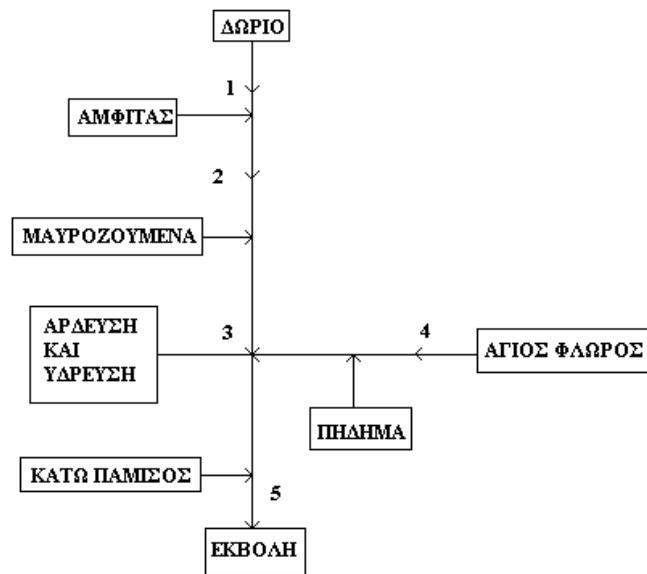 ΔΩΡΙΟ
1
ΑΜΦΙΤΑΣ
2
ΜΑΥΡΟΖΟΥΜΕΝΑ
ΑΡΔΕΥΣΗ
ΚΑΙ
ΥΔΡΕΥΣΗ
3
4
ΑΓΙΟΣ ΦΛΩΡΟΣ
ΠΗΔΗΜΑ
ΚΑΤΩ ΠΑΜΙΣΟΣ
5
ΕΚΒΟΛΗ